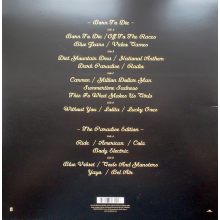 ~ Born To Die ~
Born To Die / Off To The Races
Blue Jeans / Video Games
Diet Mountain Dew / National Anthem
Dark Paradise / Radio
Carmen / Million Dollar Man
Summertime Sadness
This Is What Makes Us Girls
Without You / Lolita / Lucky Ones
~ The Paradise Edition ~
Ride / American / Cola
Body Electric
Blue Velvet / Gods And Monsters
Yayo / Bel Air